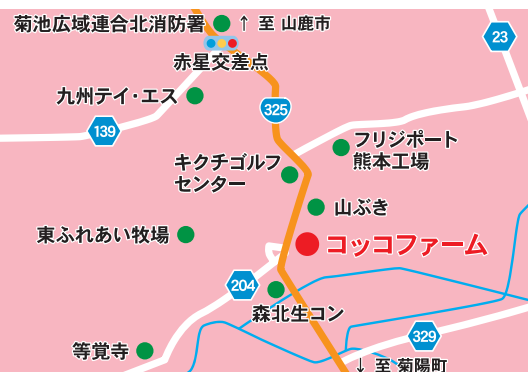 菊池広域連合北消防署
↑ 至 山鹿市
23
赤星交差点
九州テイ・エス
325
139
フリジポート
熊本工場
キクチゴルフ
センター
山ぶき
東ふれあい牧場
コッコファーム
204
森北生コン
329
等覚寺
↓ 至 菊陽町